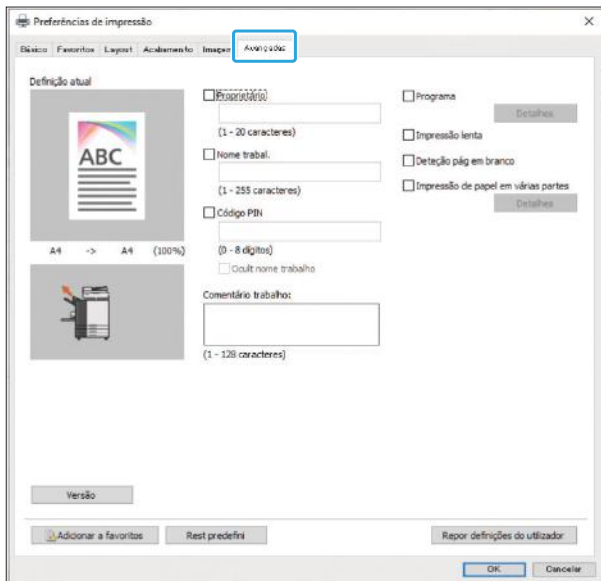 Preferências de impressão
Básico Favoritos Layout Acabamento Imagem Avançadas
Definição atual
ABC
A4 -> A4 (100%)
Proprietário
(1 - 20 caracteres)
Nome trabal.
(1 - 255 caracteres)
Código PIN
(0 - 8 dígitos)
Ocult nome trabalho
Comentário trabalho:
(1 - 128 caracteres)
Programa
Detalhes
Impressão lenta
Deteção pág em branco
Impressão de papel em várias partes
Detalhes
Versão
Adicionar a favoritos Rest predefini Repor definições do utilizador
OK Cancelar